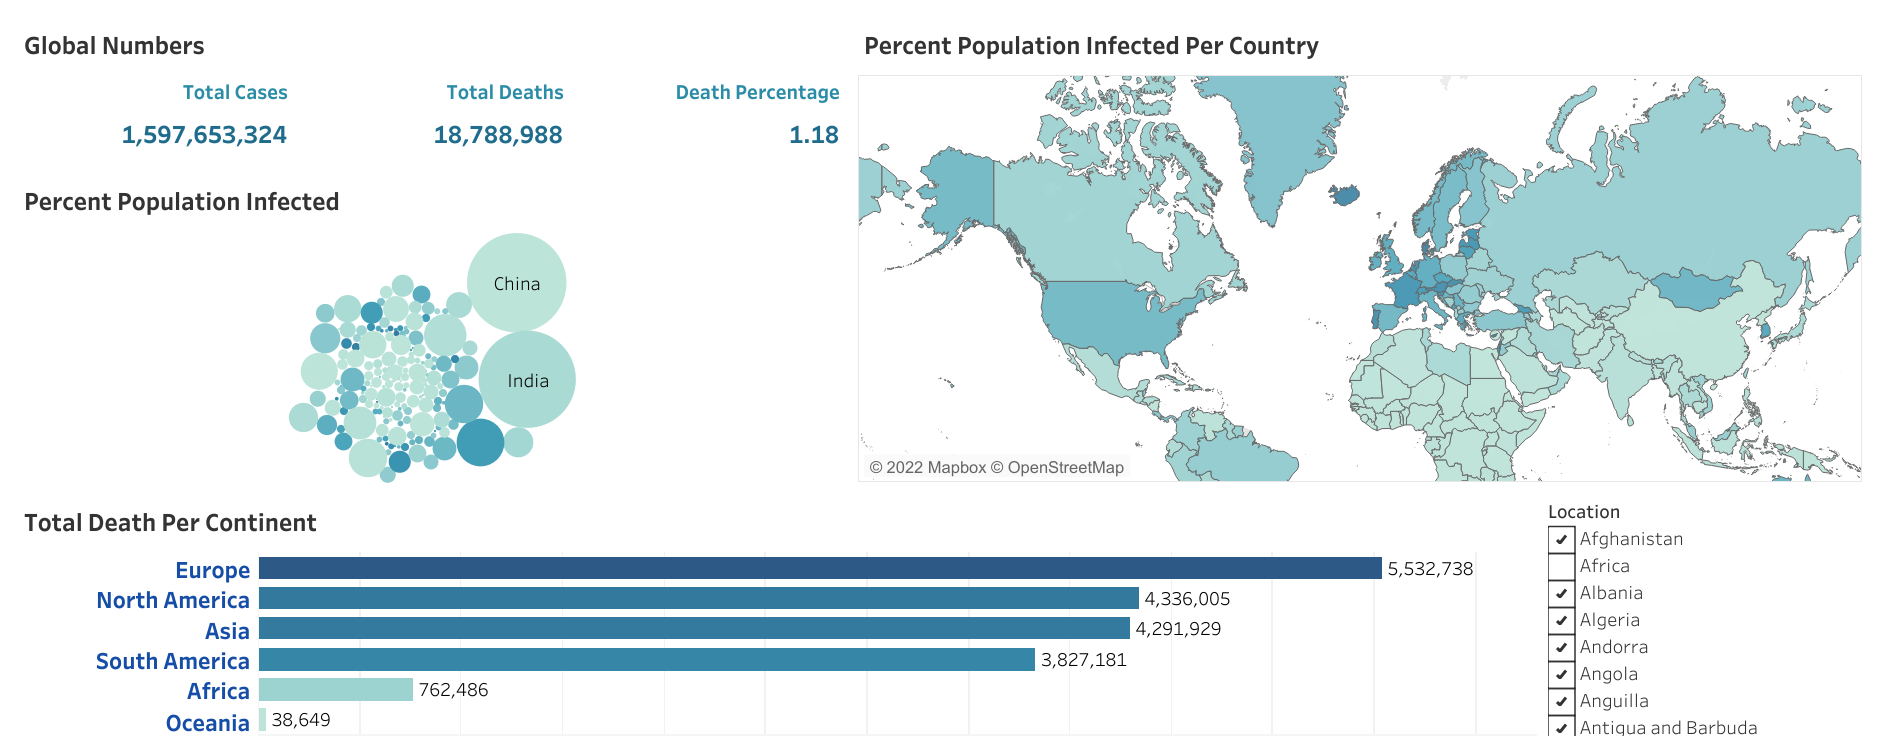 Global Numbers
Total Cases
Total Deaths
Death Percentage
1,597,653,324
18,788,988
1.18
Percent Population Infected
China
India
Percent Population Infected Per Country
© 2022 Mapbox © OpenStreetMap
Total Death Per Continent
Europe 5,532,738
North America 4,336,005
Asia 4,291,929
South America 3,827,181
Africa 762,486
Oceania 38,649
Location
Afghanistan
Africa
Albania
Algeria
Andorra
Angola
Anguilla
Antigua and Barbuda